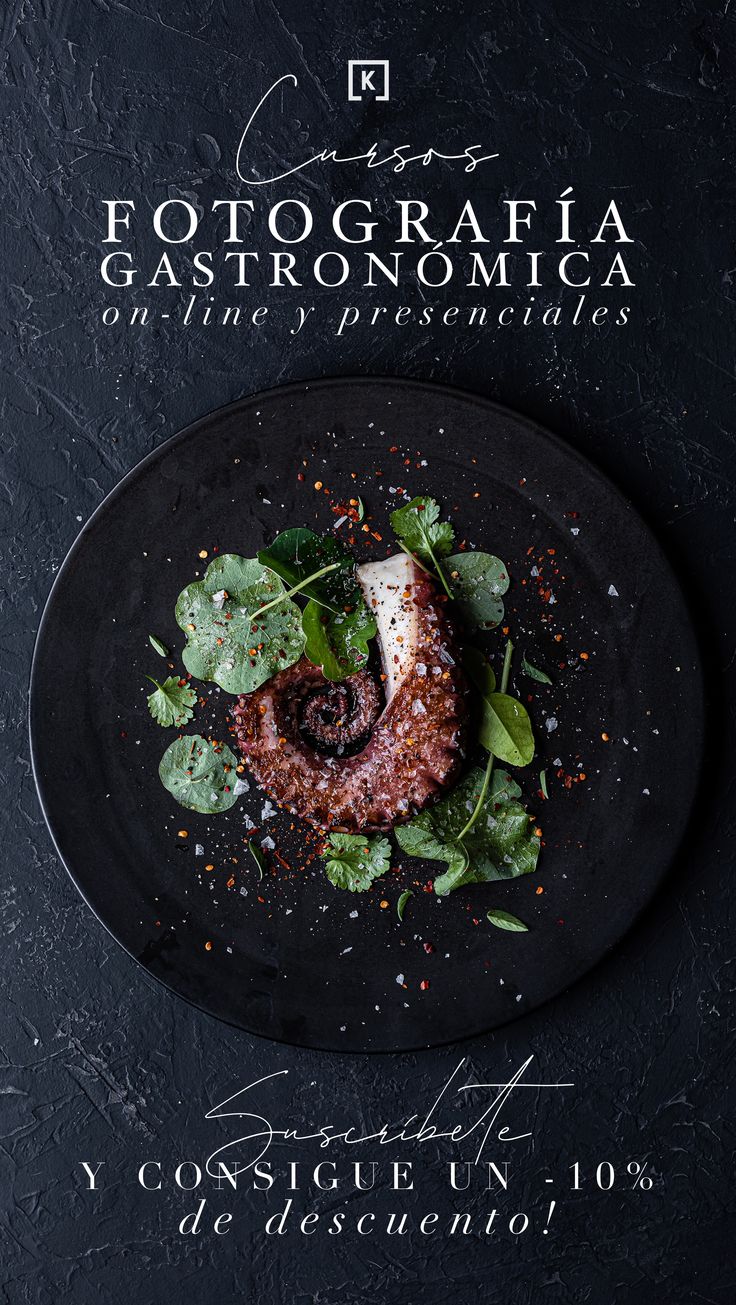 K
Cursos
FOTOGRAFÍA
GASTRONÓMICA
on-line y presenciales
Suscríbete
Y CONSIGUE UN -10%
de descuento!